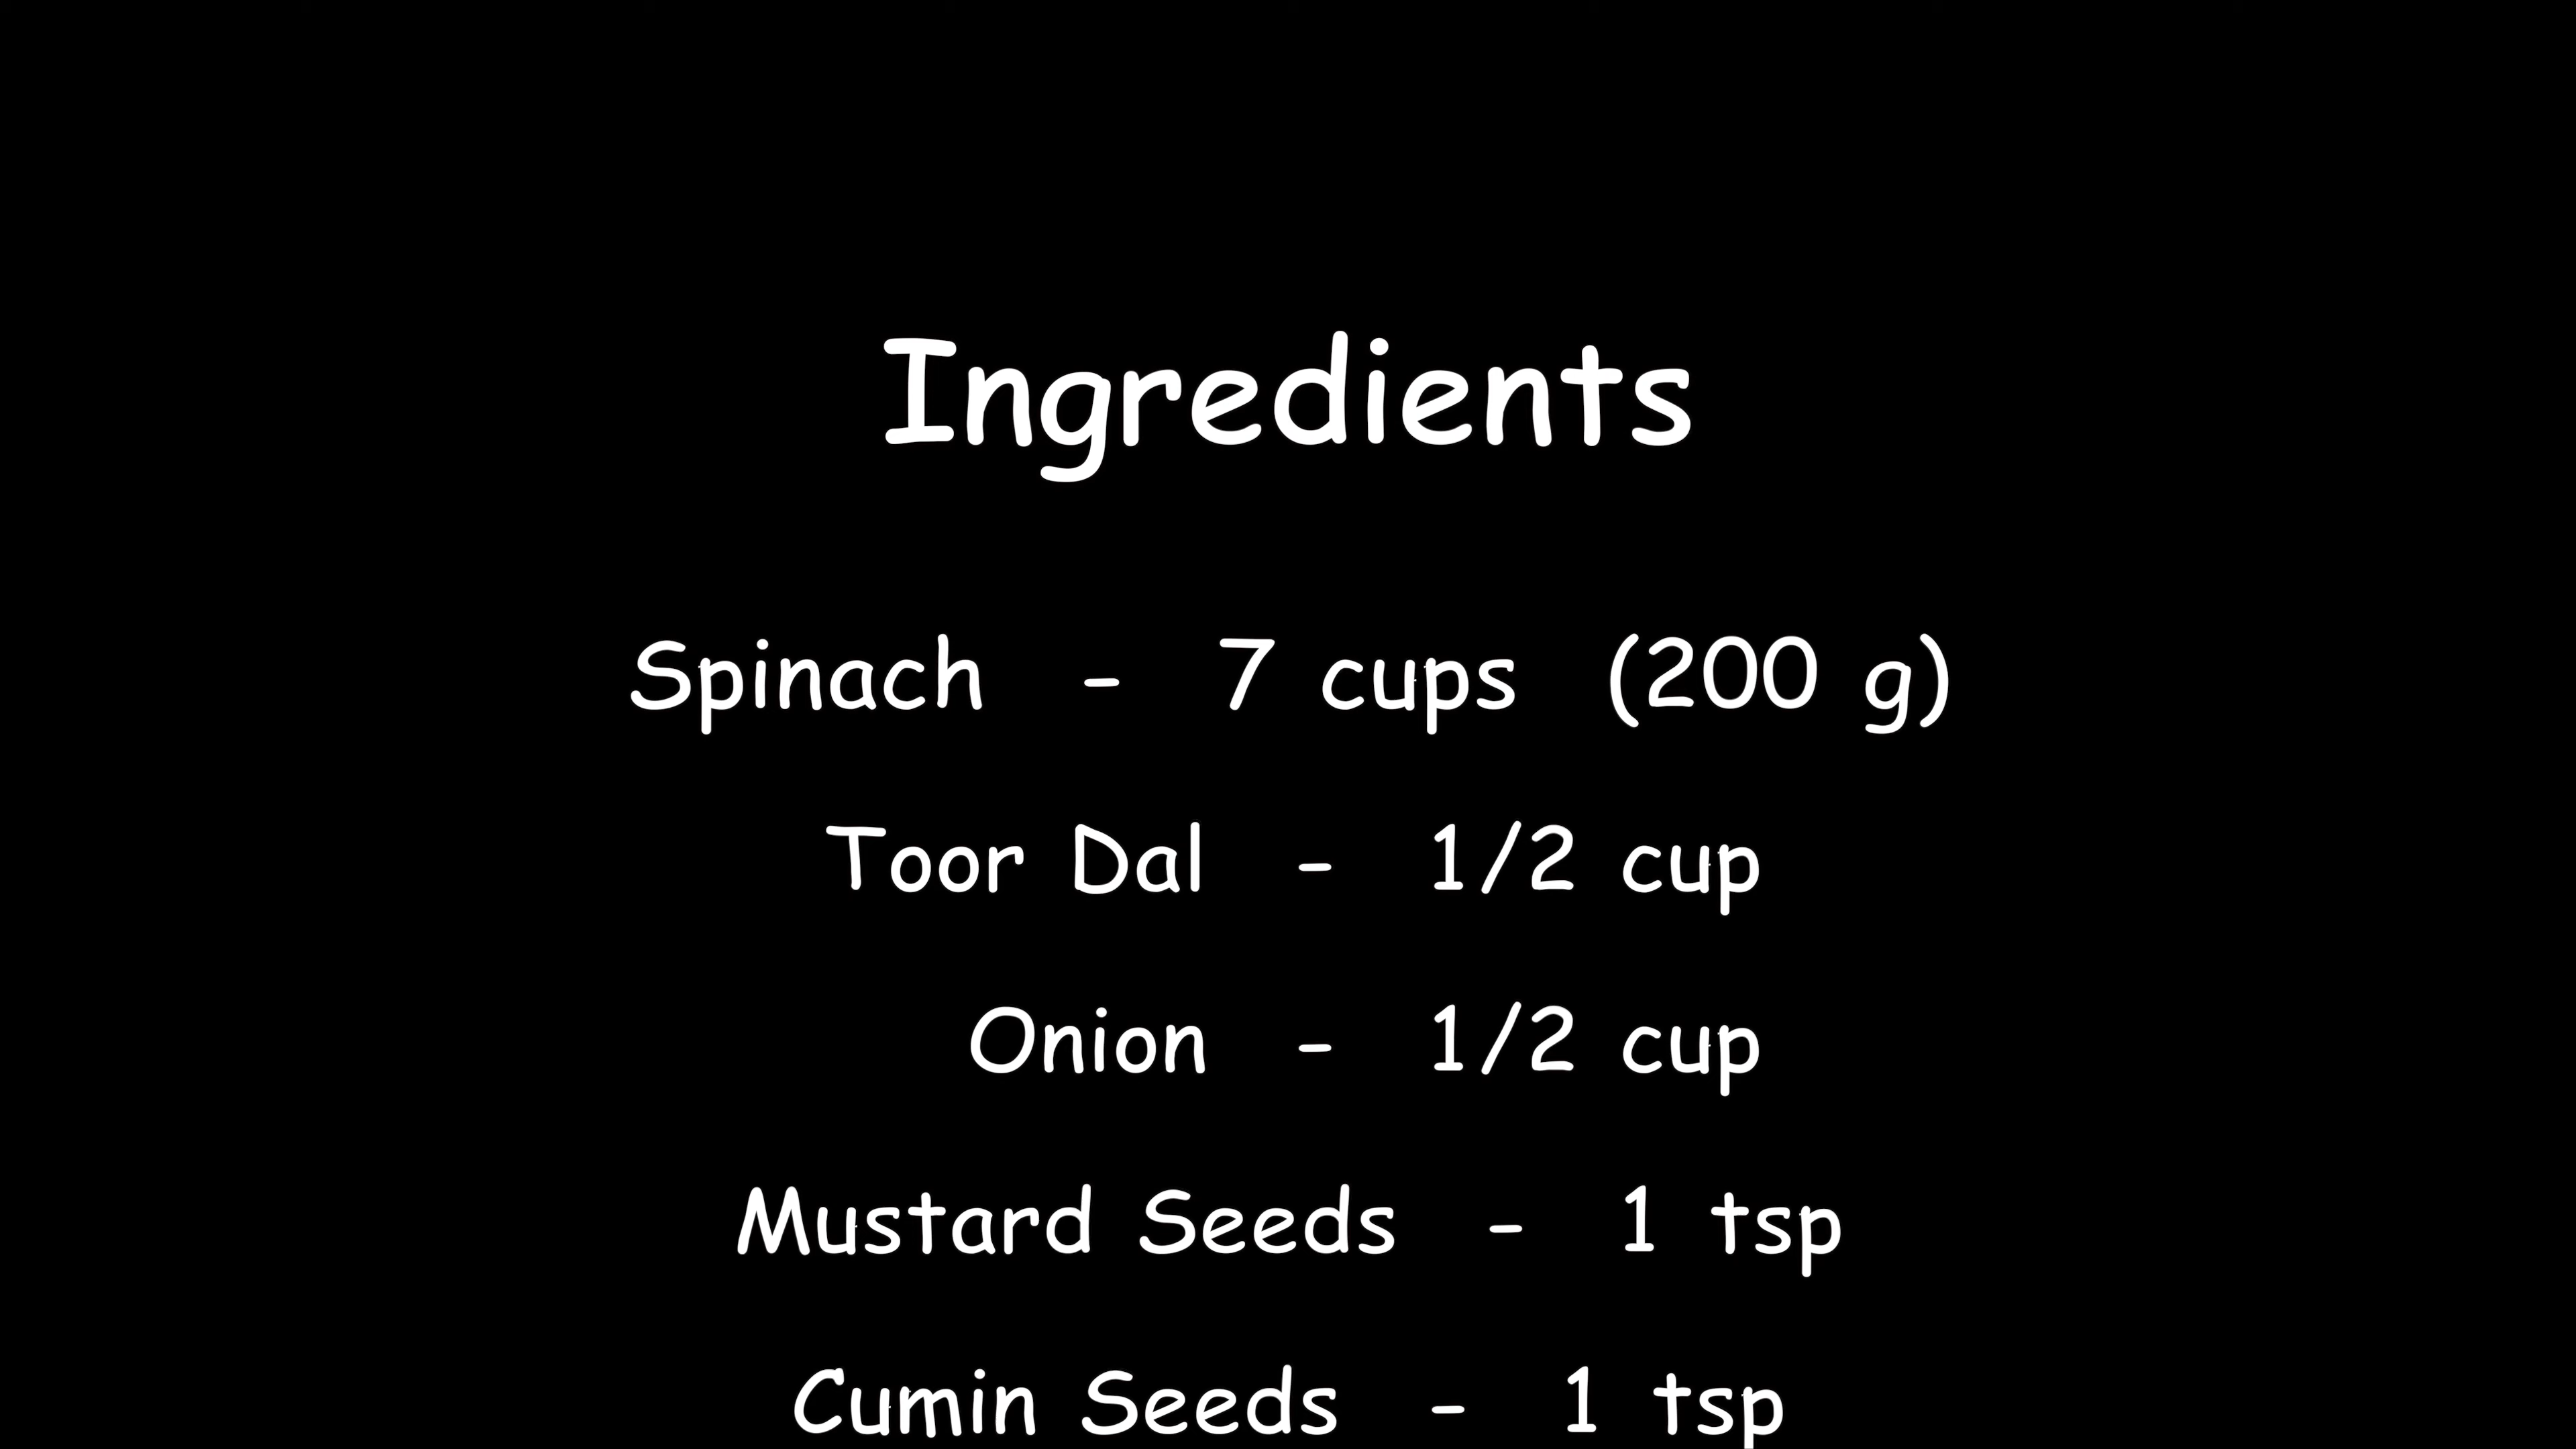 Ingredients
Spinach - 7 cups (200 g)
Toor Dal - 1/2 cup
Onion - 1/2 cup
Mustard Seeds - 1 tsp
Cumin Seeds - 1 tsp